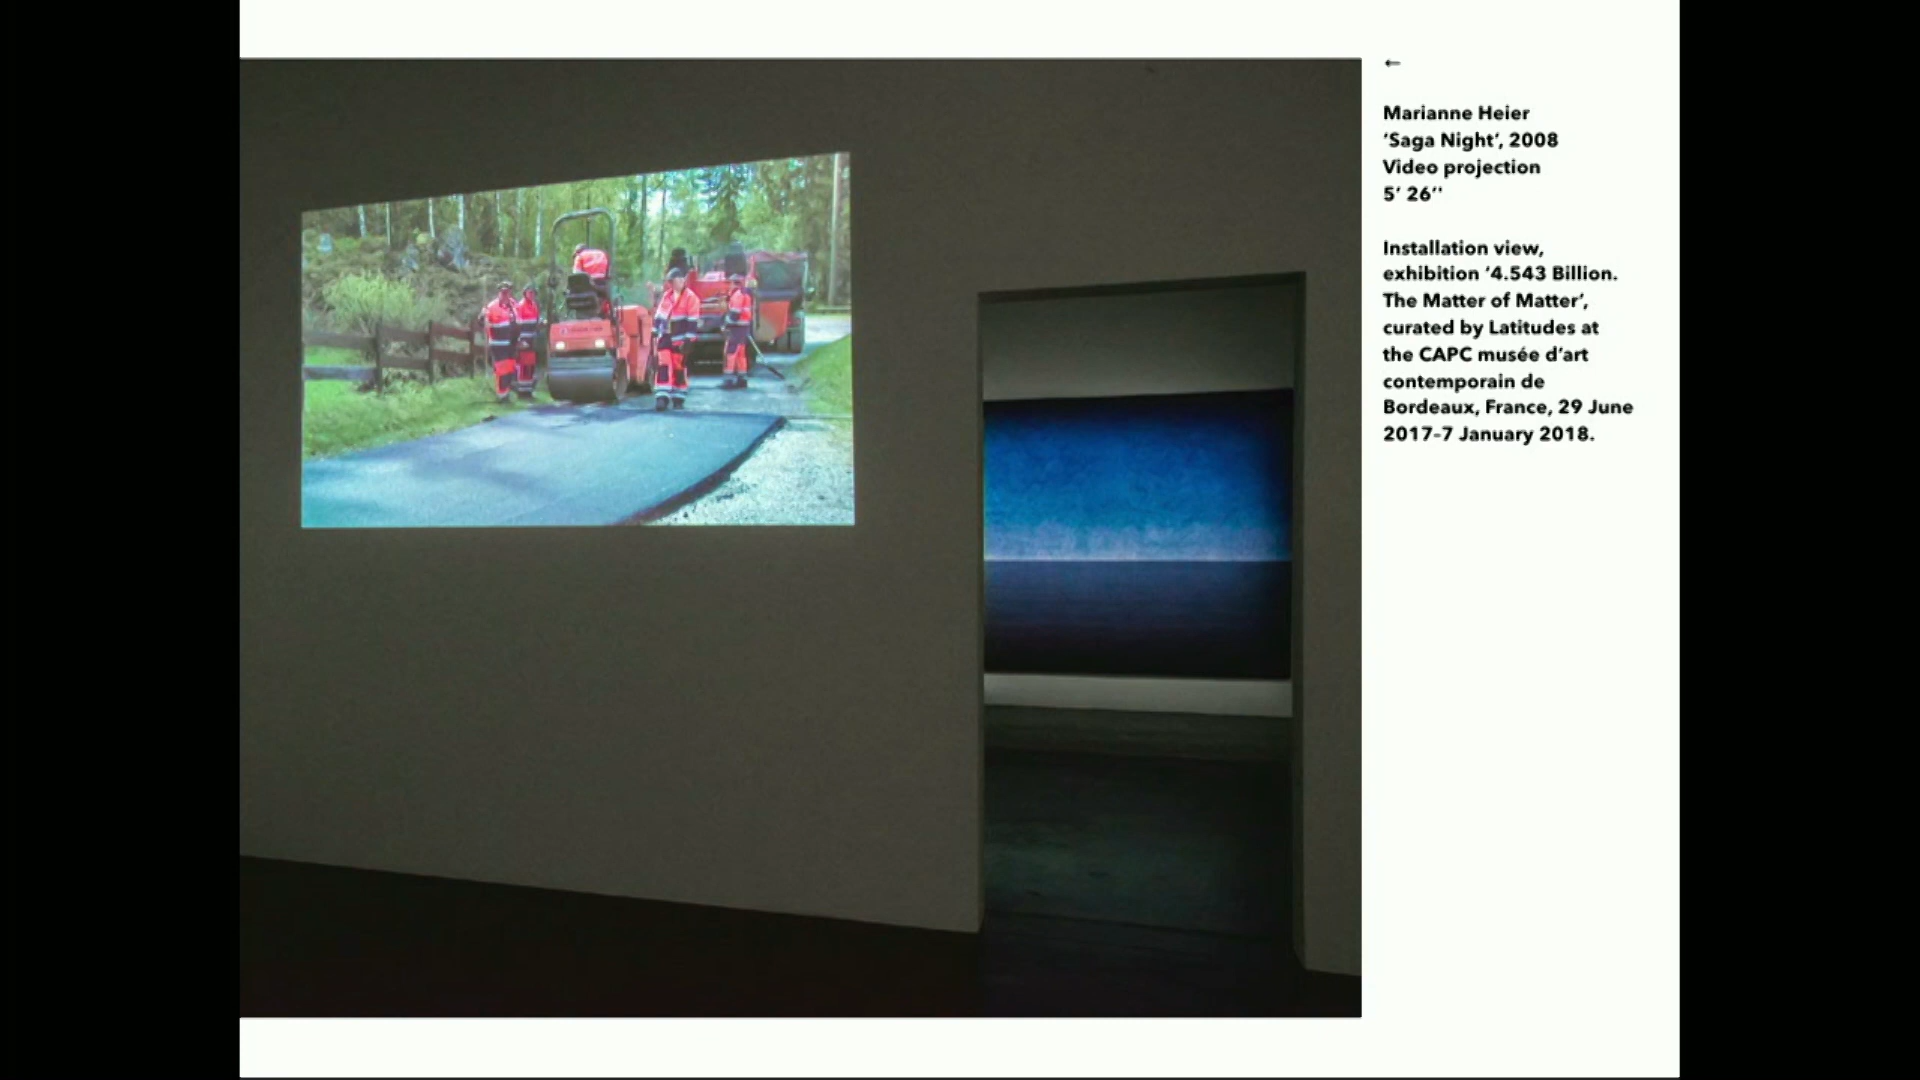 ←
Marianne Heier
‘Saga Night’, 2008
Video projection
5’ 26’’
Installation view,
exhibition ‘4.543 Billion.
The Matter of Matter’,
curated by Latitudes at
the CAPC musée d’art
contemporain de
Bordeaux, France, 29 June
2017–7 January 2018.